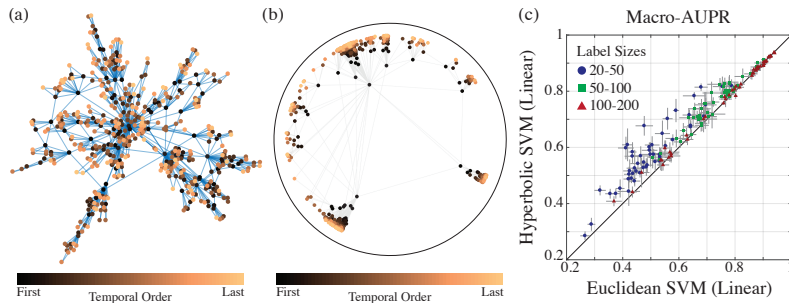 (a)
First
Last
Temporal Order
(b)
First
Last
Temporal Order
(c)
Macro-AUPR
Hyperbolic SVM (Linear)
1
0.8
0.6
0.4
0.2
Label Sizes
20-50
50-100
100-200
0.2 0.4 0.6 0.8 1
Euclidean SVM (Linear)